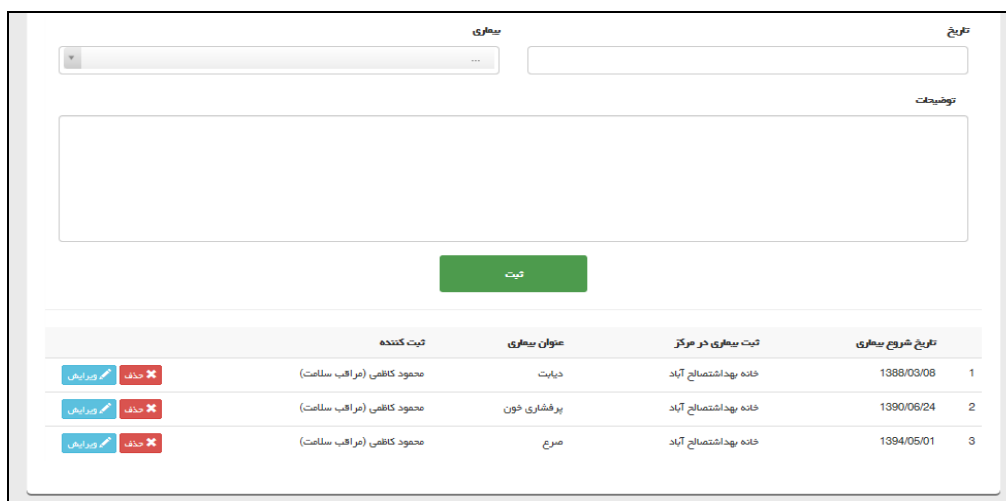 تاریخ بیماری
...
توضیحات
ثبت
تاریخ شروع بیماری ثبت بیماری در مرکز عنوان بیماری ثبت کننده
1 1388/03/08 خانه بهداشتصالح آباد دیابت محمود کاظمی (مراقب سلامت) حذف ویرایش
2 1390/06/24 خانه بهداشتصالح آباد پرفشاری خون محمود کاظمی (مراقب سلامت) حذف ویرایش
3 1394/05/01 خانه بهداشتصالح آباد صرع محمود کاظمی (مراقب سلامت) حذف ویرایش